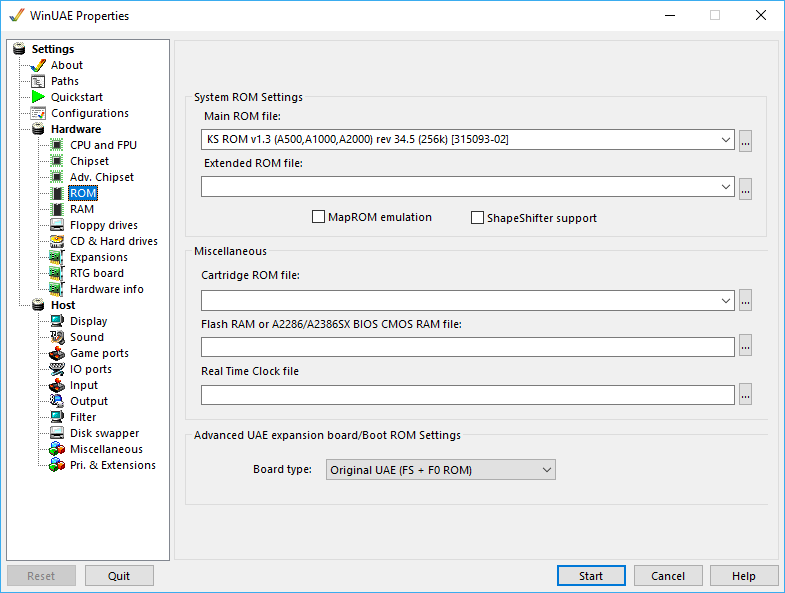 WinUAE Properties
Settings
About
Paths
Quickstart
Configurations
Hardware
CPU and FPU
Chipset
Adv. Chipset
ROM
RAM
Floppy drives
CD & Hard drives
Expansions
RTG board
Hardware info
Host
Display
Sound
Game ports
IO ports
Input
Output
Filter
Disk swapper
Miscellaneous
Pri. & Extensions
System ROM Settings
Main ROM file:
KS ROM v1.3 (A500,A1000,A2000) rev 34.5 (256k) [315093-02]
...
Extended ROM file:
...
MapROM emulation
ShapeShifter support
Miscellaneous
Cartridge ROM file:
...
Flash RAM or A2286/A2386SX BIOS CMOS RAM file:
...
Real Time Clock file
...
Advanced UAE expansion board/Boot ROM Settings
Board type:
Original UAE (FS + F0 ROM)
Reset
Quit
Start
Cancel
Help